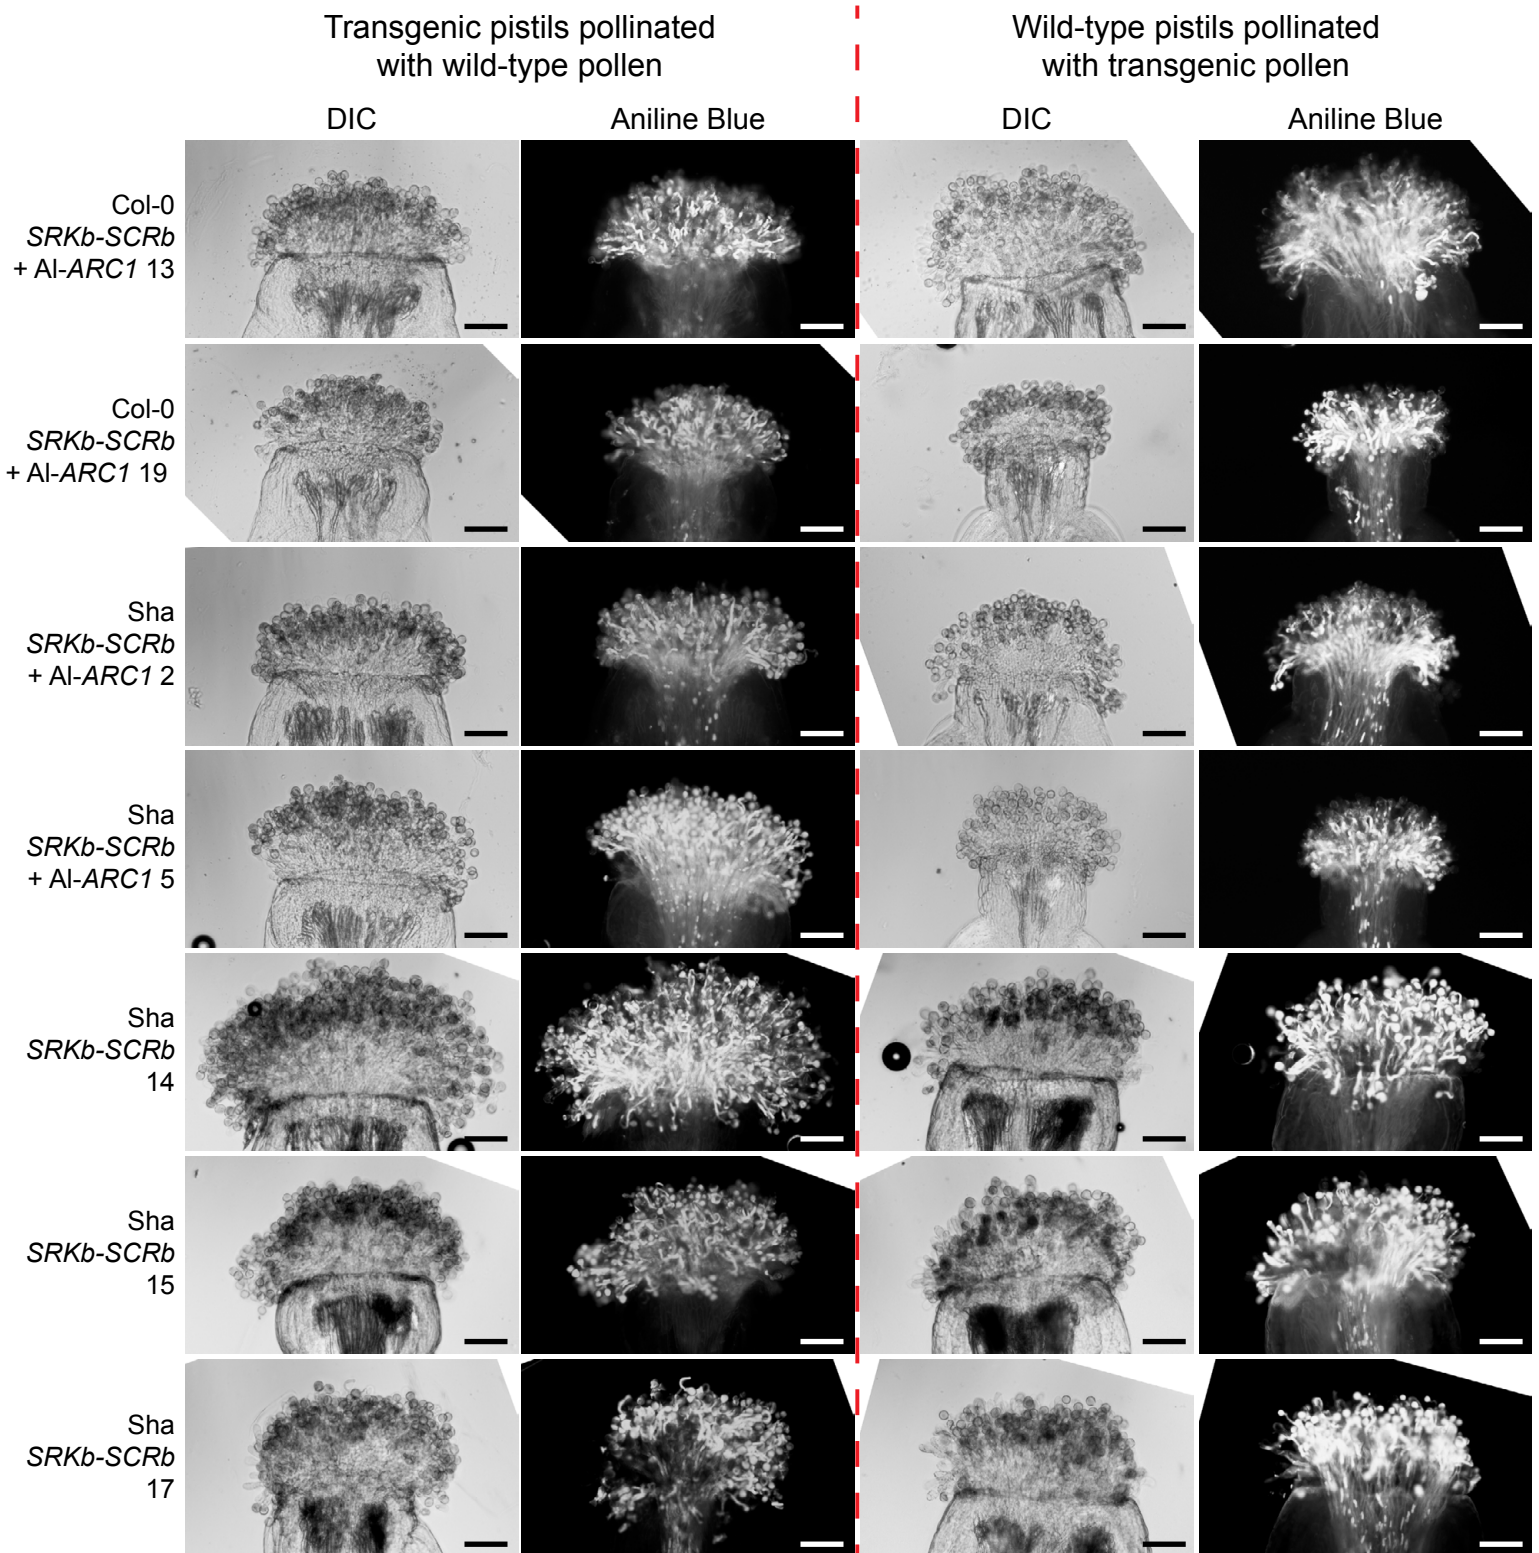 Transgenic pistils pollinated
with wild-type pollen
Wild-type pistils pollinated
with transgenic pollen
DIC
Aniline Blue
DIC
Aniline Blue
Col-0
SRKb-SCRb
+ Al-ARC1 13
Col-0
SRKb-SCRb
+ Al-ARC1 19
Sha
SRKb-SCRb
+ Al-ARC1 2
Sha
SRKb-SCRb
+ Al-ARC1 5
Sha
SRKb-SCRb
14
Sha
SRKb-SCRb
15
Sha
SRKb-SCRb
17